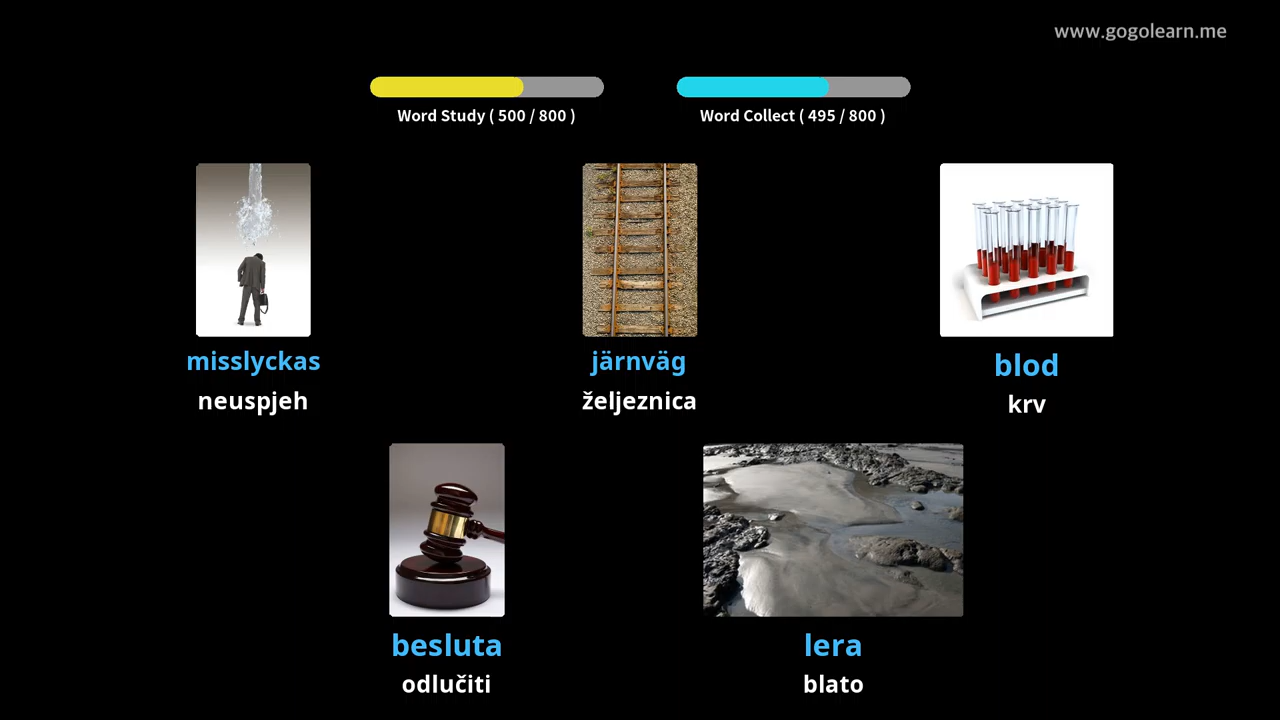 www.gogolearn.me
Word Study ( 500 / 800 )
Word Collect ( 495 / 800 )
misslyckas
neuspjeh
järnväg
željeznica
blod
krv
besluta
odlučiti
lera
blato